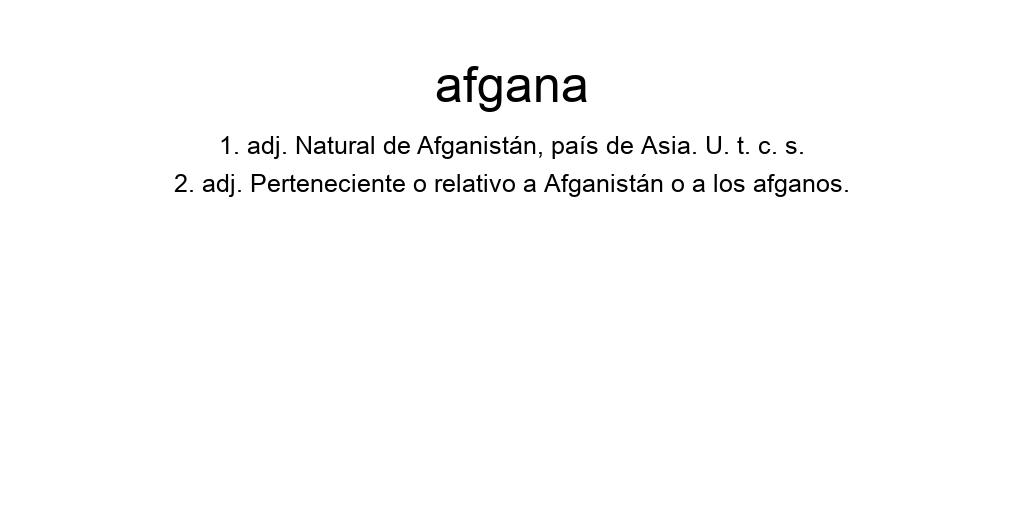 afgana
1. adj. Natural de Afganistán, país de Asia. U. t. c. s.
2. adj. Perteneciente o relativo a Afganistán o a los afganos.